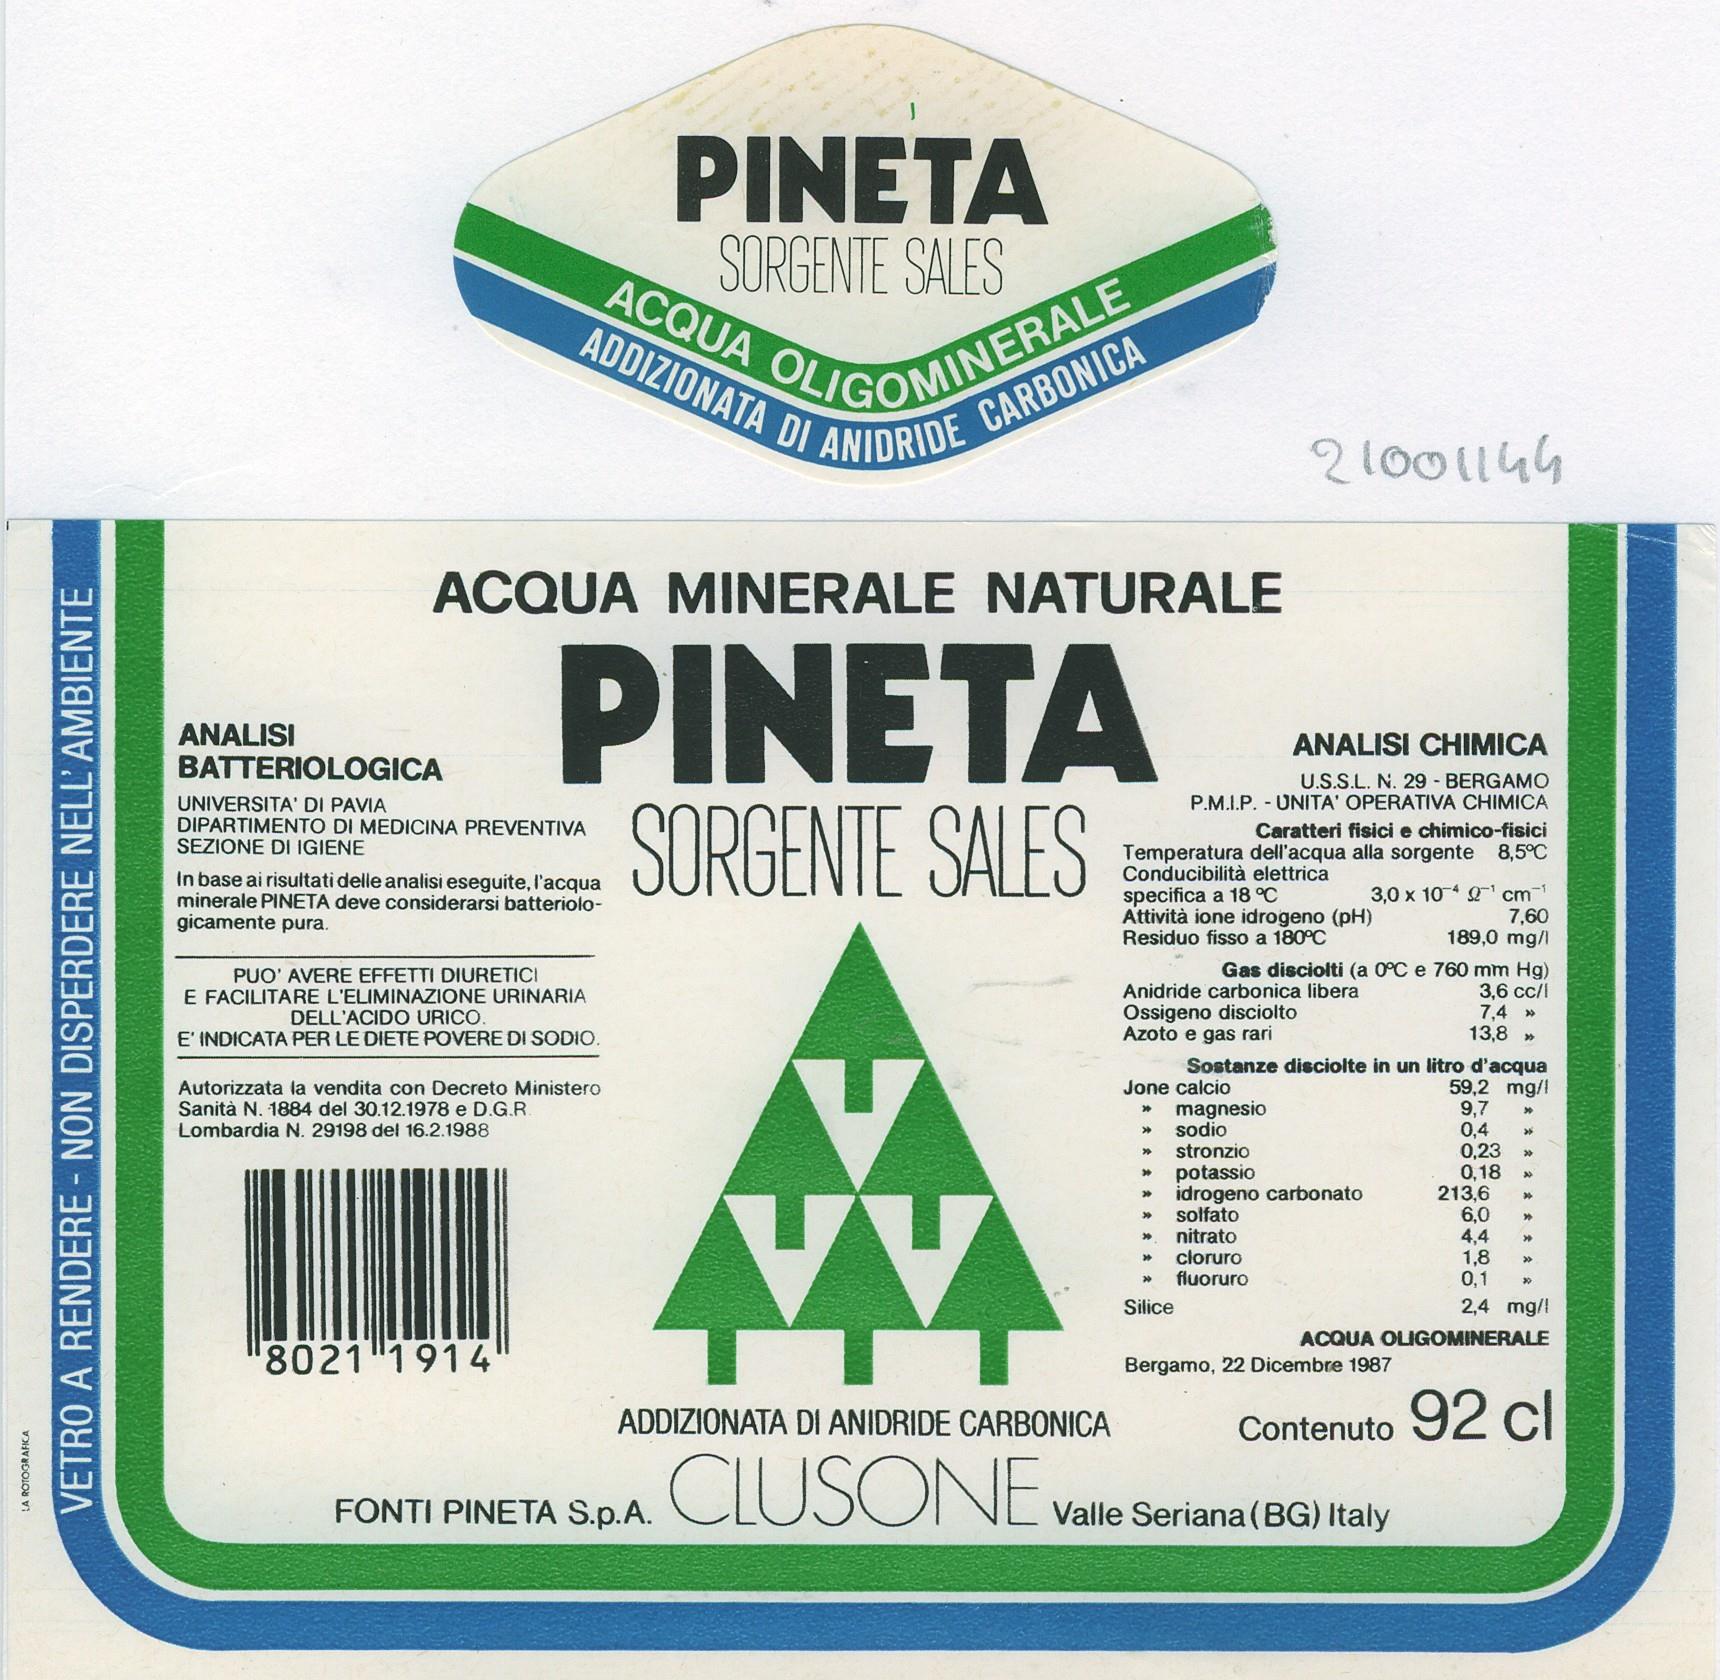 PINETA
SORGENTE SALES
ACQUA OLIGOMINERALE
ADDIZIONATA DI ANIDRIDE CARBONICA
21001144
ACQUA MINERALE NATURALE
PINETA
SORGENTE SALES
VETRO A RENDERE - NON DISPERDERE NELL'AMBIENTE
LA ROTOGRAFICA
ANALISI
BATTERIOLOGICA
UNIVERSITA' DI PAVIA
DIPARTIMENTO DI MEDICINA PREVENTIVA
SEZIONE DI IGIENE
In base ai risultati delle analisi eseguite, l'acqua
minerale PINETA deve considerarsi batteriolo-
gicamente pura.
PUO' AVERE EFFETTI DIURETICI
E FACILITARE L'ELIMINAZIONE URINARIA
DELL'ACIDO URICO.
E' INDICATA PER LE DIETE POVERE DI SODIO.
Autorizzata la vendita con Decreto Ministero
Sanità N. 1884 del 30.12.1978 e D.G.R.
Lombardia N. 29198 del 16.2.1988
8021 1914
ANALISI CHIMICA
U.S.S.L. N. 29 - BERGAMO
P.M.I.P. - UNITA' OPERATIVA CHIMICA
Caratteri fisici e chimico-fisici
Temperatura dell'acqua alla sorgente 8,5ºC
Conducibilità elettrica
specifica a 18 ºC 3,0 x 10⁻⁴ Ω⁻¹ cm⁻¹
Attività ione idrogeno (pH) 7,60
Residuo fisso a 180ºC 189,0 mg/l
Gas disciolti (a 0ºC e 760 mm Hg)
Anidride carbonica libera 3,6 cc/l
Ossigeno disciolto 7,4 »
Azoto e gas rari 13,8 »
Sostanze disciolte in un litro d'acqua
Jone calcio 59,2 mg/l
» magnesio 9,7 »
» sodio 0,4 »
» stronzio 0,23 »
» potassio 0,18 »
» idrogeno carbonato 213,6 »
» solfato 6,0 »
» nitrato 4,4 »
» cloruro 1,8 »
» fluoruro 0,1 »
Silice 2,4 mg/l
ACQUA OLIGOMINERALE
Bergamo, 22 Dicembre 1987
Contenuto 92 cl
ADDIZIONATA DI ANIDRIDE CARBONICA
FONTI PINETA S.p.A. CLUSONE Valle Seriana (BG) Italy